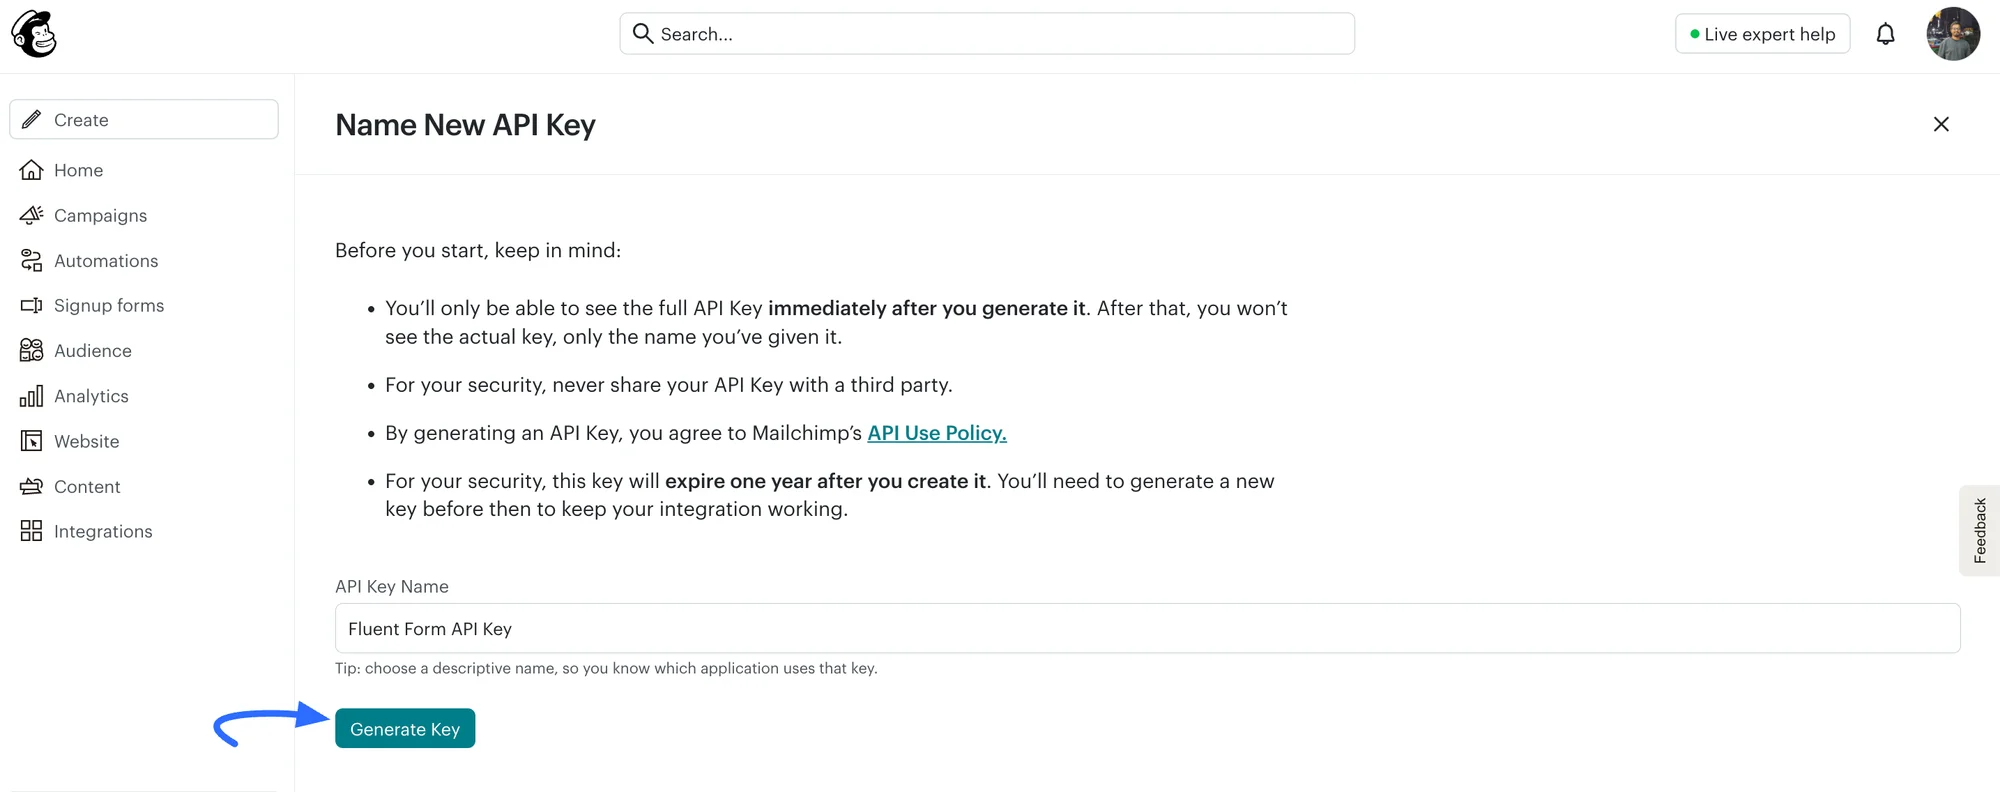 Search...
Live expert help
Create
Home
Campaigns
Automations
Signup forms
Audience
Analytics
Website
Content
Integrations
Name New API Key
Before you start, keep in mind:
• You’ll only be able to see the full API Key immediately after you generate it. After that, you won’t
see the actual key, only the name you’ve given it.
• For your security, never share your API Key with a third party.
• By generating an API Key, you agree to Mailchimp’s API Use Policy.
• For your security, this key will expire one year after you create it. You’ll need to generate a new
key before then to keep your integration working.
API Key Name
Fluent Form API Key
Tip: choose a descriptive name, so you know which application uses that key.
Generate Key
Feedback